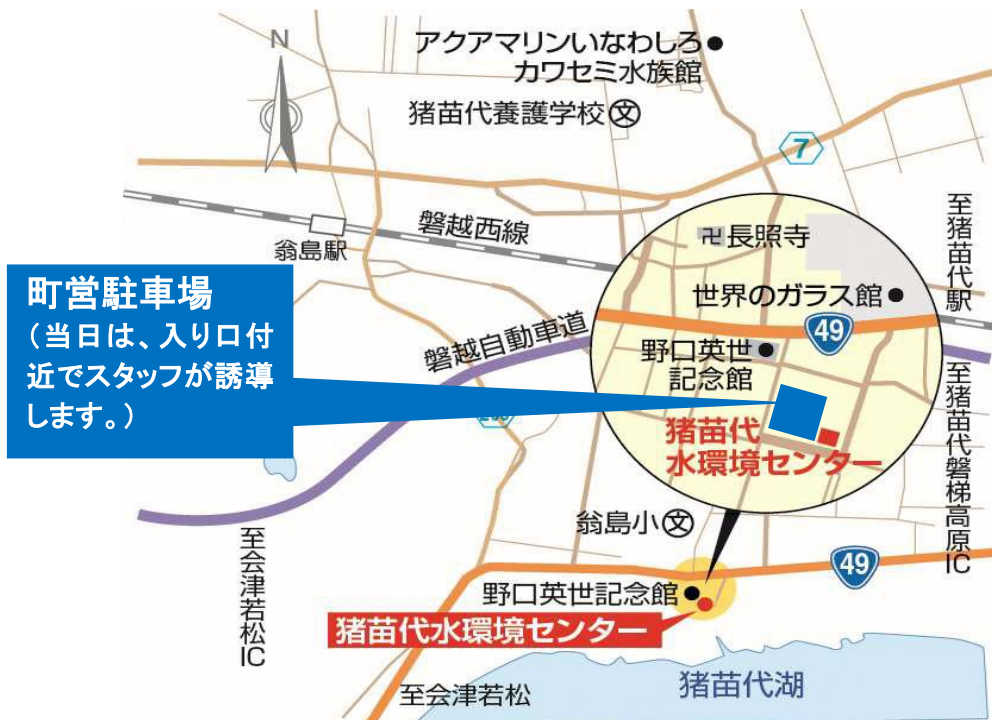 N
アクアマリンいなわしろ
カワセミ水族館
猪苗代養護学校
文
7
翁島駅
磐越西線
卍長照寺
至猪苗代駅
世界のガラス館
49
町営駐車場
（当日は、入り口付
近でスタッフが誘導
します。）
磐越自動車道
野口英世
記念館
猪苗代
水環境センター
至猪苗代磐梯高原IC
翁島小
文
至会津若松IC
49
野口英世記念館
猪苗代水環境センター
至会津若松
猪苗代湖